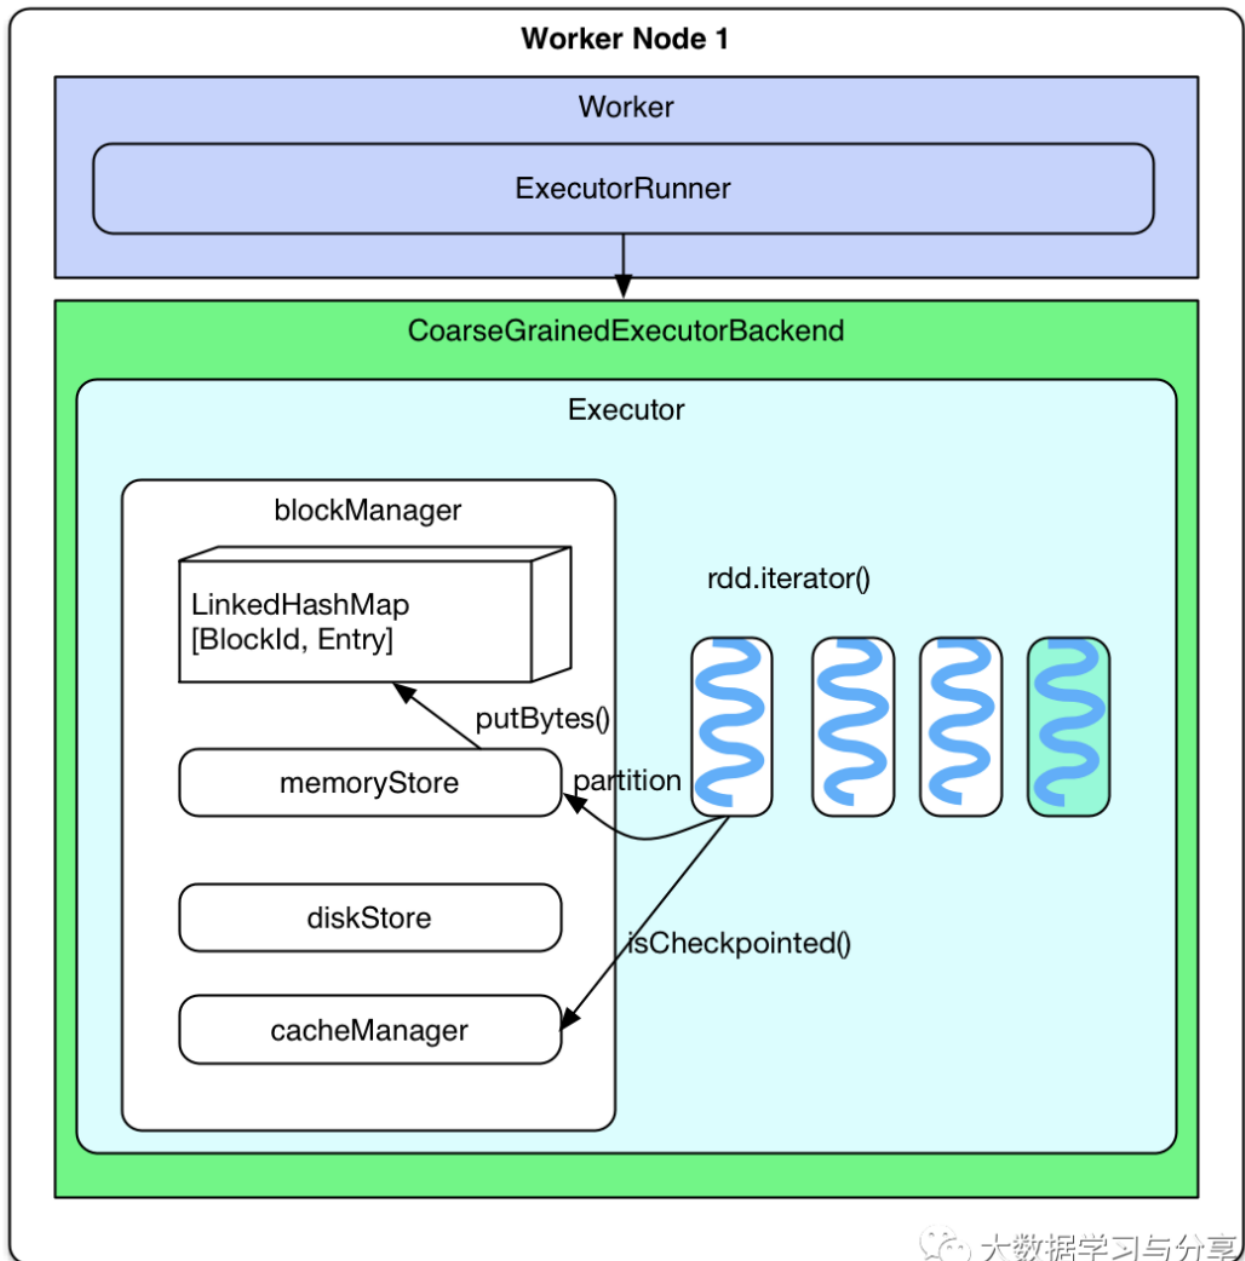 Worker Node 1
Worker
ExecutorRunner
CoarseGrainedExecutorBackend
Executor
blockManager
LinkedHashMap
[BlockId, Entry]
rdd.iterator()
putBytes()
memoryStore
partition
diskStore
isCheckpointed()
cacheManager
大数据学习与分享